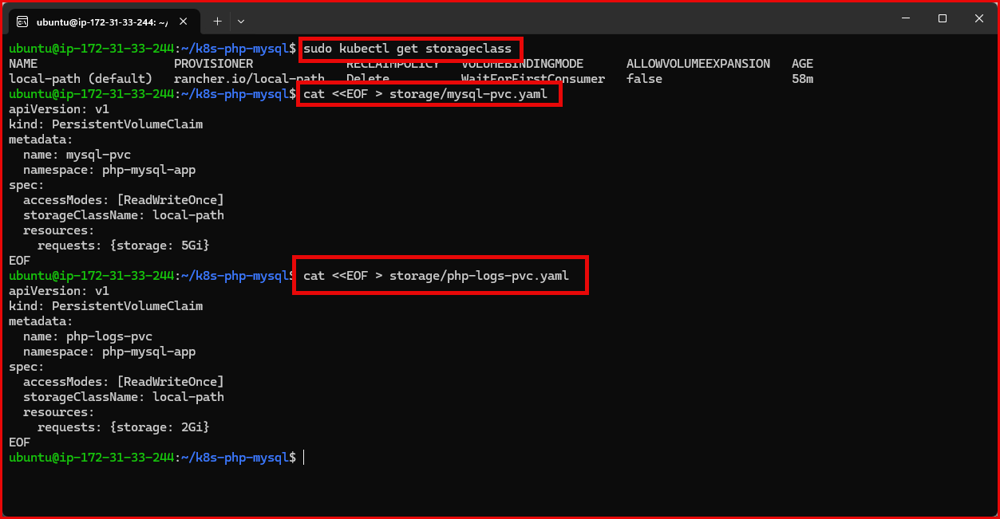 ubuntu@ip-172-31-33-244: ~/
ubuntu@ip-172-31-33-244:~/k8s-php-mysql$ sudo kubectl get storageclass
NAME PROVISIONER RECLAIMPOLICY VOLUMEBINDINGMODE ALLOWVOLUMEEXPANSION AGE
local-path (default) rancher.io/local-path Delete WaitForFirstConsumer false 58m
ubuntu@ip-172-31-33-244:~/k8s-php-mysql$ cat <<EOF > storage/mysql-pvc.yaml
apiVersion: v1
kind: PersistentVolumeClaim
metadata:
  name: mysql-pvc
  namespace: php-mysql-app
spec:
  accessModes: [ReadWriteOnce]
  storageClassName: local-path
  resources:
    requests: {storage: 5Gi}
EOF
ubuntu@ip-172-31-33-244:~/k8s-php-mysql$ cat <<EOF > storage/php-logs-pvc.yaml
apiVersion: v1
kind: PersistentVolumeClaim
metadata:
  name: php-logs-pvc
  namespace: php-mysql-app
spec:
  accessModes: [ReadWriteOnce]
  storageClassName: local-path
  resources:
    requests: {storage: 2Gi}
EOF
ubuntu@ip-172-31-33-244:~/k8s-php-mysql$